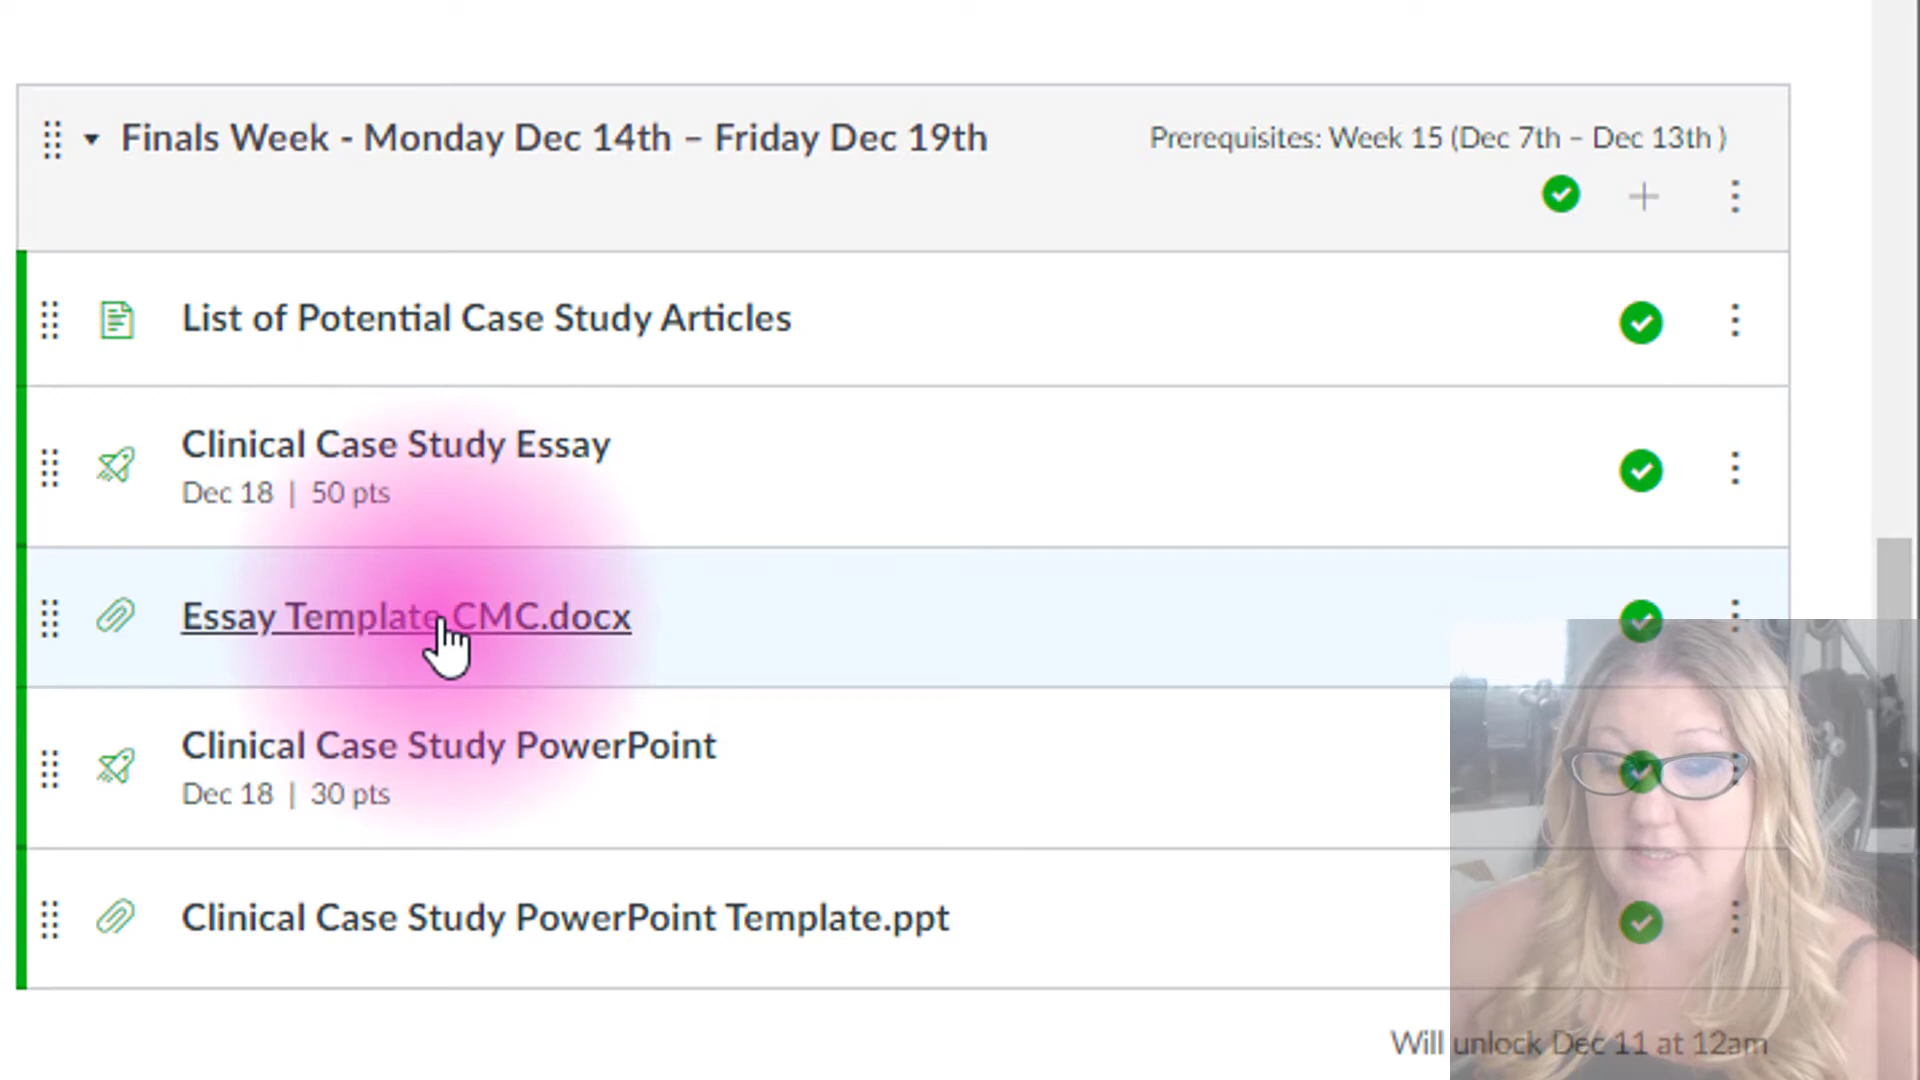 Finals Week - Monday Dec 14th – Friday Dec 19th
Prerequisites: Week 15 (Dec 7th – Dec 13th )
List of Potential Case Study Articles
Clinical Case Study Essay
Dec 18 | 50 pts
Essay Template CMC.docx
Clinical Case Study PowerPoint
Dec 18 | 30 pts
Clinical Case Study PowerPoint Template.ppt
Will unlock Dec 11 at 12am